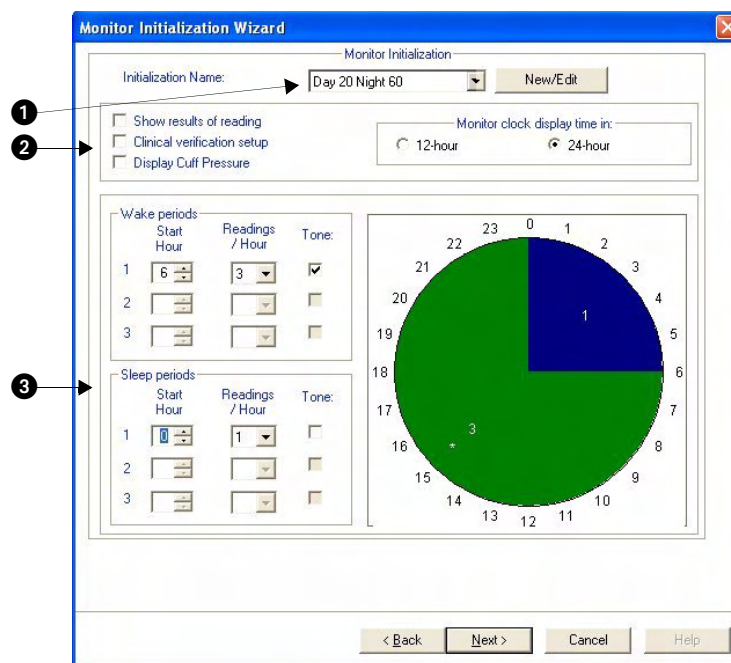 Monitor Initialization Wizard
Monitor Initialization
Initialization Name:
Day 20 Night 60
New/Edit
1
2
Show results of reading
Clinical verification setup
Display Cuff Pressure
Monitor clock display time in:
12-hour
24-hour
3
Wake periods
Start Hour
Readings / Hour
Tone:
1 6 3
2
3
Sleep periods
Start Hour
Readings / Hour
Tone:
1 0 1
2
3
0
1
2
3
4
5
6
7
8
9
10
11
12
13
14
15
16
17
18
19
20
21
22
23
1
3
*
< Back
Next >
Cancel
Help